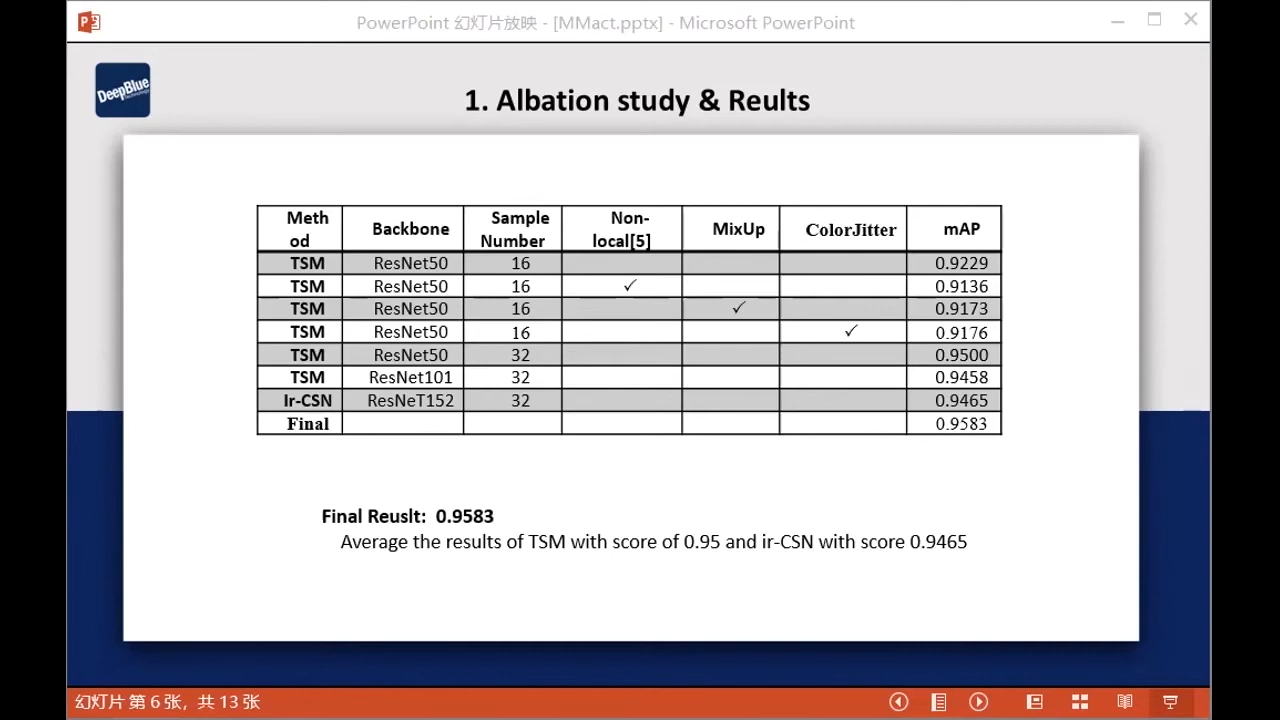 PowerPoint 幻灯片放映 - [MMact.pptx] - Microsoft PowerPoint
DeepBlue
technology
1. Albation study & Reults
Meth od Backbone Sample Number Non-local[5] MixUp ColorJitter mAP
TSM ResNet50 16 0.9229
TSM ResNet50 16 ✓ 0.9136
TSM ResNet50 16 ✓ 0.9173
TSM ResNet50 16 ✓ 0.9176
TSM ResNet50 32 0.9500
TSM ResNet101 32 0.9458
Ir-CSN ResNeT152 32 0.9465
Final 0.9583
Final Reuslt: 0.9583
Average the results of TSM with score of 0.95 and ir-CSN with score 0.9465
幻灯片 第 6 张，共 13 张